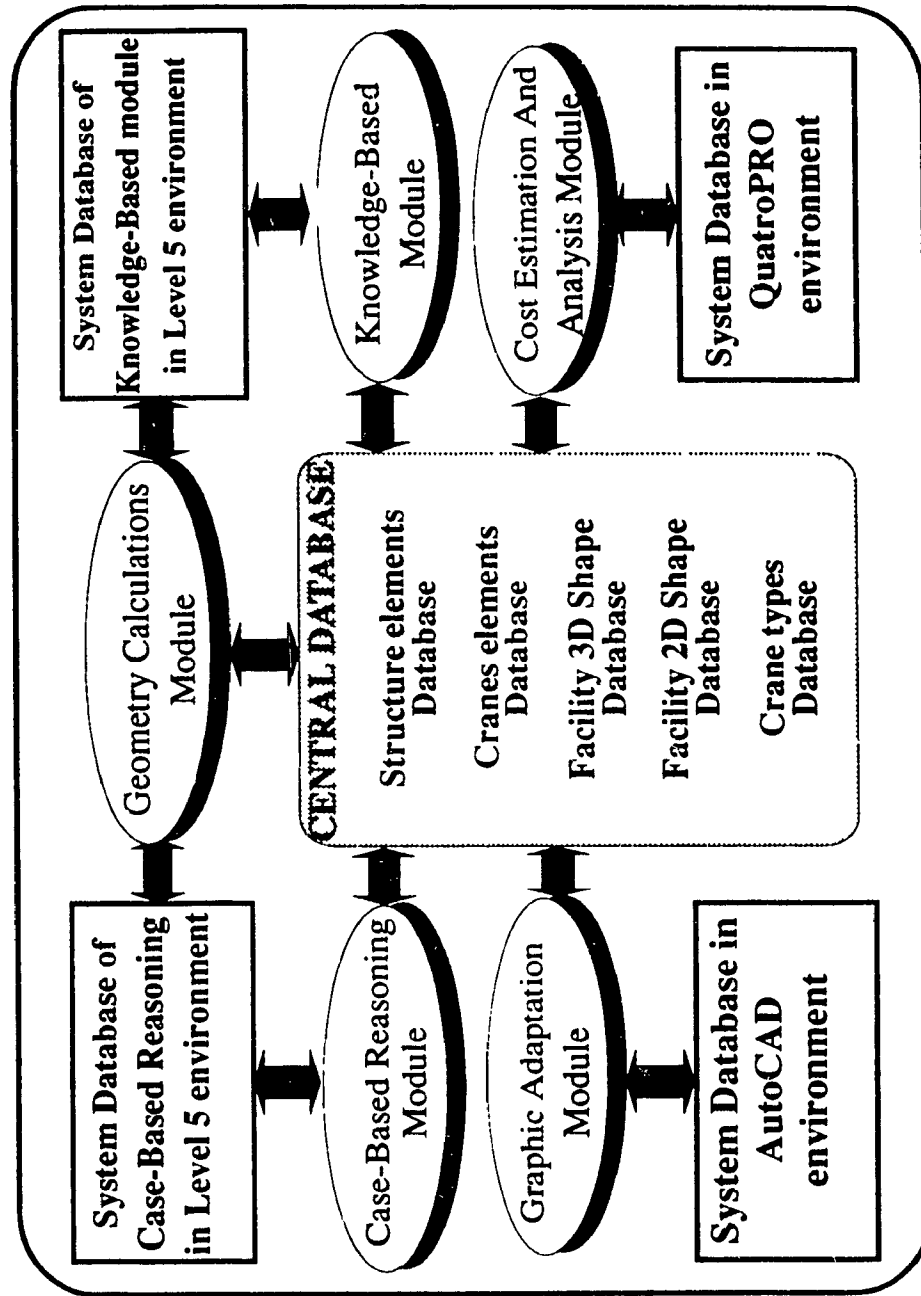 System Database of
Case-Based Reasoning
in Level 5 environment
Geometry Calculations
Module
System Database of
Knowledge-Based module
in Level 5 environment
Case-Based Reasoning
Module
CENTRAL DATABASE
Structure elements
Database
Cranes elements
Database
Facility 3D Shape
Database
Facility 2D Shape
Database
Crane types
Database
Knowledge-Based
Module
Graphic Adaptation
Module
Cost Estimation And
Analysis Module
System Database in
AutoCAD
environment
System Database in
QuatroPRO
environment